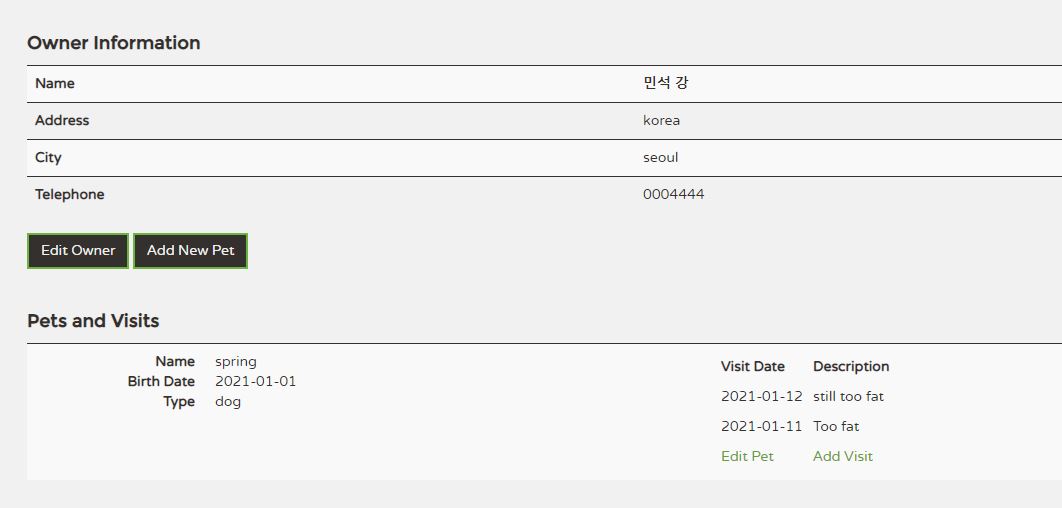 Owner Information
Name 민석 강
Address korea
City seoul
Telephone 0004444
Edit Owner Add New Pet
Pets and Visits
Name spring
Birth Date 2021-01-01
Type dog
Visit Date Description
2021-01-12 still too fat
2021-01-11 Too fat
Edit Pet Add Visit